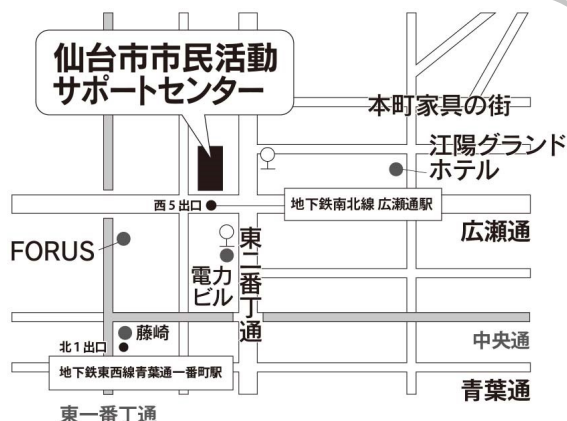 仙台市市民活動
サポートセンター
本町家具の街
江陽グランド
ホテル
西5出口
地下鉄南北線 広瀬通駅
広瀬通
FORUS
東二番丁通
電力
ビル
藤崎
北1出口
中央通
地下鉄東西線青葉通一番町駅
青葉通
東一番丁通